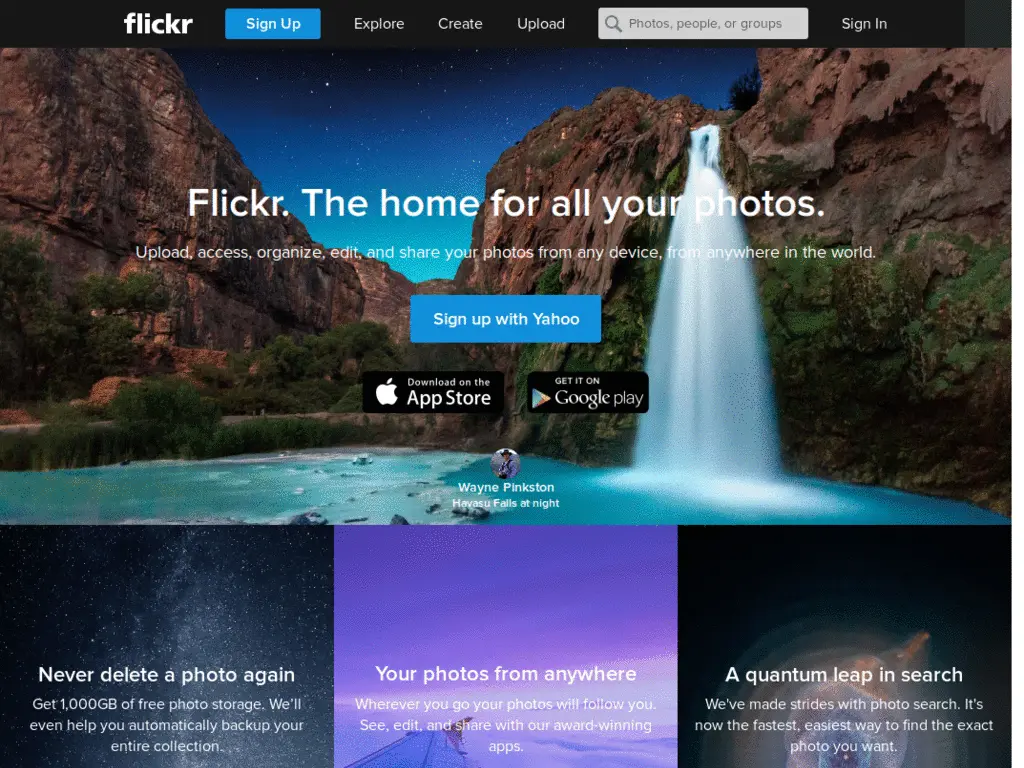 flickr
Sign Up
Explore
Create
Upload
Photos, people, or groups
Sign In
Flickr. The home for all your photos.
Upload, access, organize, edit, and share your photos from any device, from anywhere in the world.
Sign up with Yahoo
Download on the
App Store
GET IT ON
Google play
Wayne Pinkston
Havasu Falls at night
Never delete a photo again
Get 1,000GB of free photo storage. We'll
even help you automatically backup your
entire collection.
Your photos from anywhere
Wherever you go your photos will follow you.
See, edit, and share with our award-winning
apps.
A quantum leap in search
We've made strides with photo search. It's
now the fastest, easiest way to find the exact
photo you want.